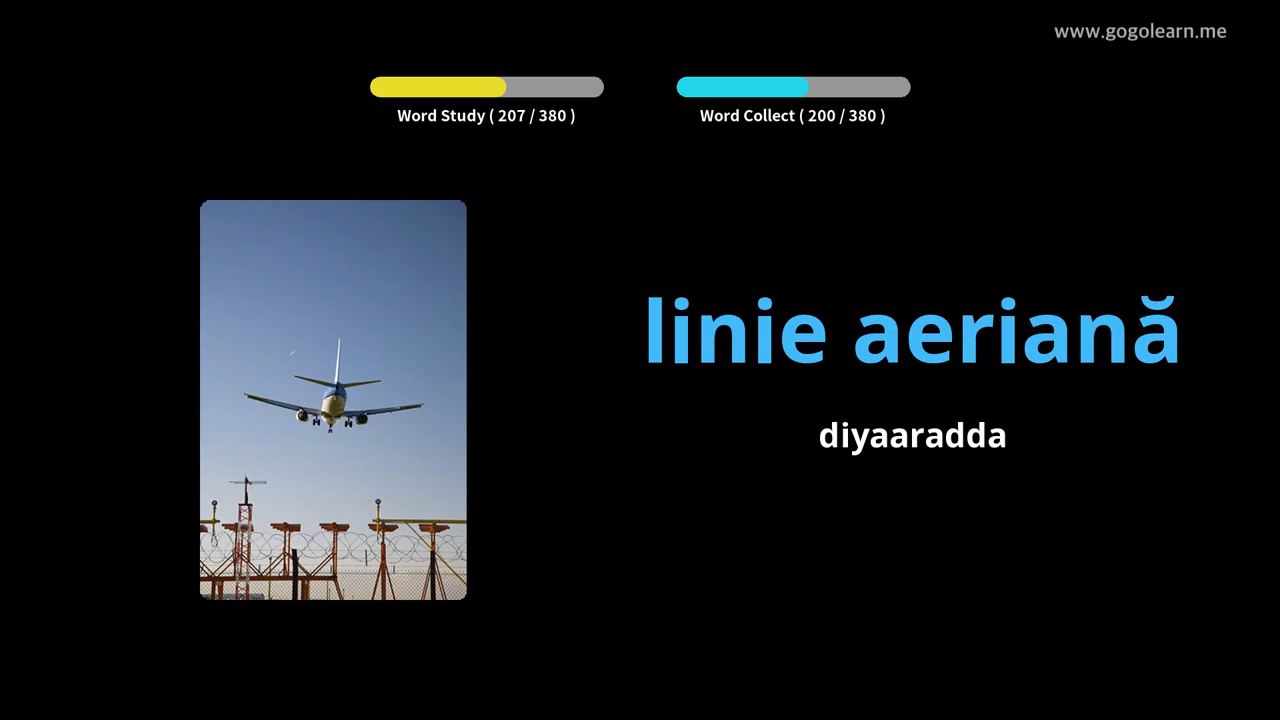 www.gogolearn.me
Word Study ( 207 / 380 )
Word Collect ( 200 / 380 )
linie aeriană
diyaaradda